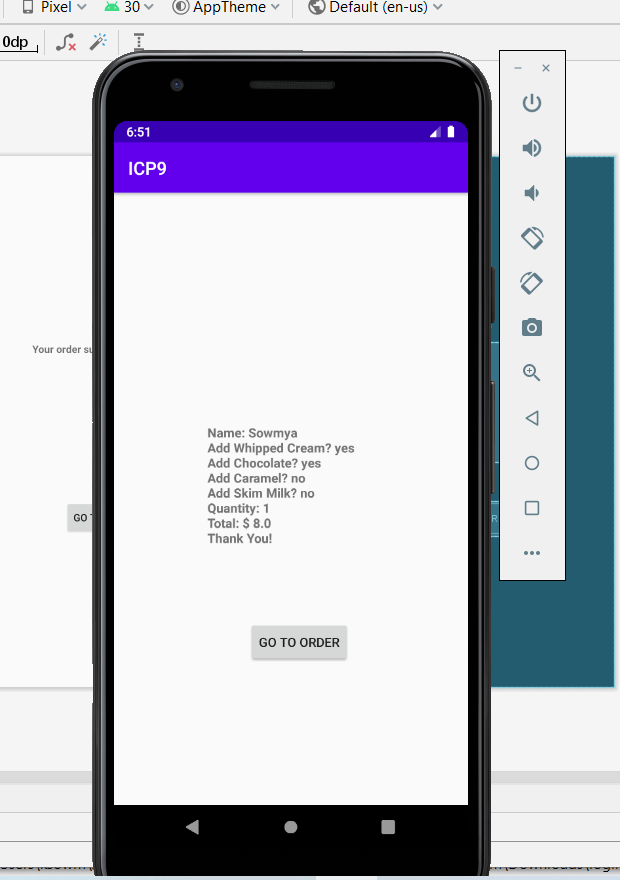 Pixel 30 AppTheme Default (en-us)
0dp
6:51
ICP9
Your order su
Name: Sowmya
Add Whipped Cream? yes
Add Chocolate? yes
Add Caramel? no
Add Skim Milk? no
Quantity: 1
Total: $ 8.0
Thank You!
GO T
R
GO TO ORDER